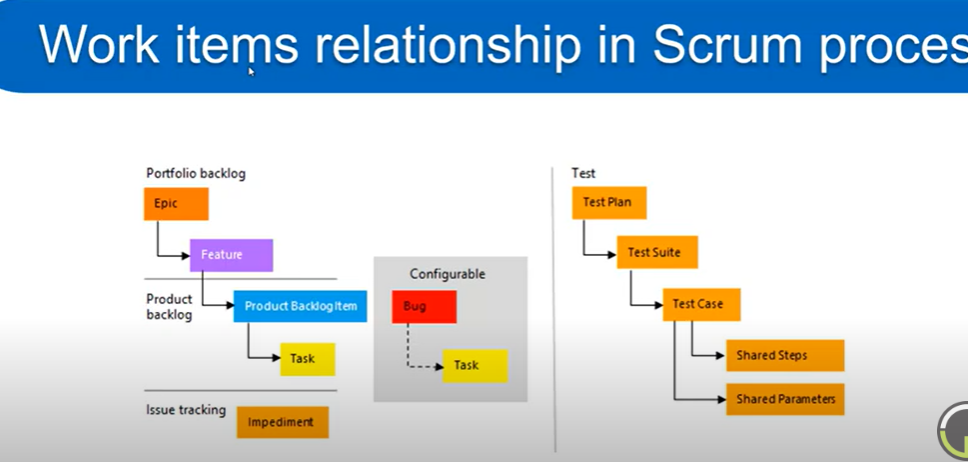 Work items relationship in Scrum proces
Portfolio backlog
Epic
Feature
Product
backlog
Product Backlog Item
Task
Issue tracking
Impediment
Configurable
Bug
Task
Test
Test Plan
Test Suite
Test Case
Shared Steps
Shared Parameters